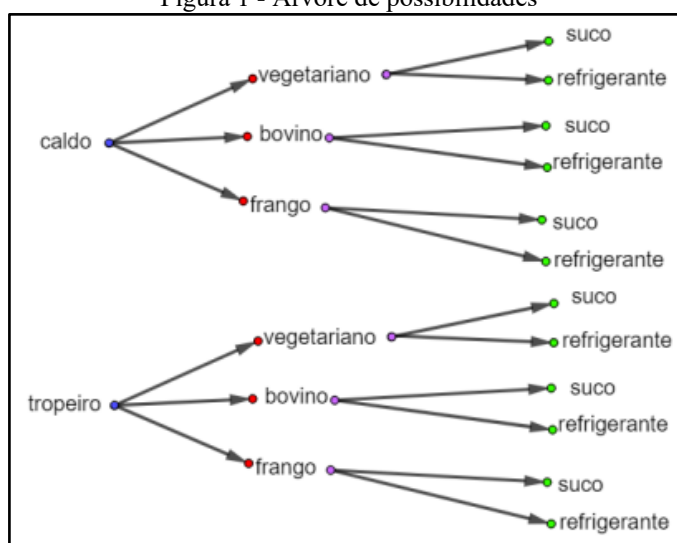 Figura 1 - Árvore de possibilidades
suco
vegetariano
refrigerante
suco
caldo
bovino
refrigerante
frango
suco
refrigerante
suco
vegetariano
refrigerante
suco
tropeiro
bovino
refrigerante
frango
suco
refrigerante